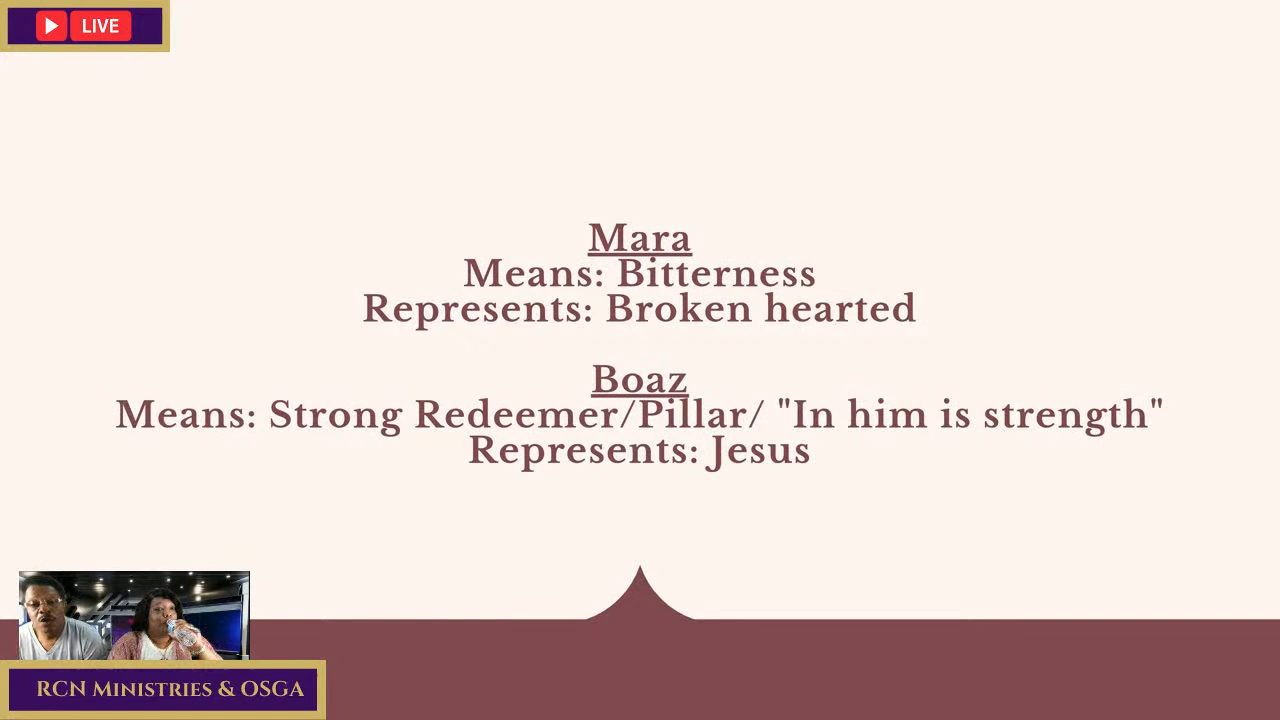 LIVE
Mara
Means: Bitterness
Represents: Broken hearted
Boaz
Means: Strong Redeemer/Pillar/ "In him is strength"
Represents: Jesus
RCN Ministries & OSGA